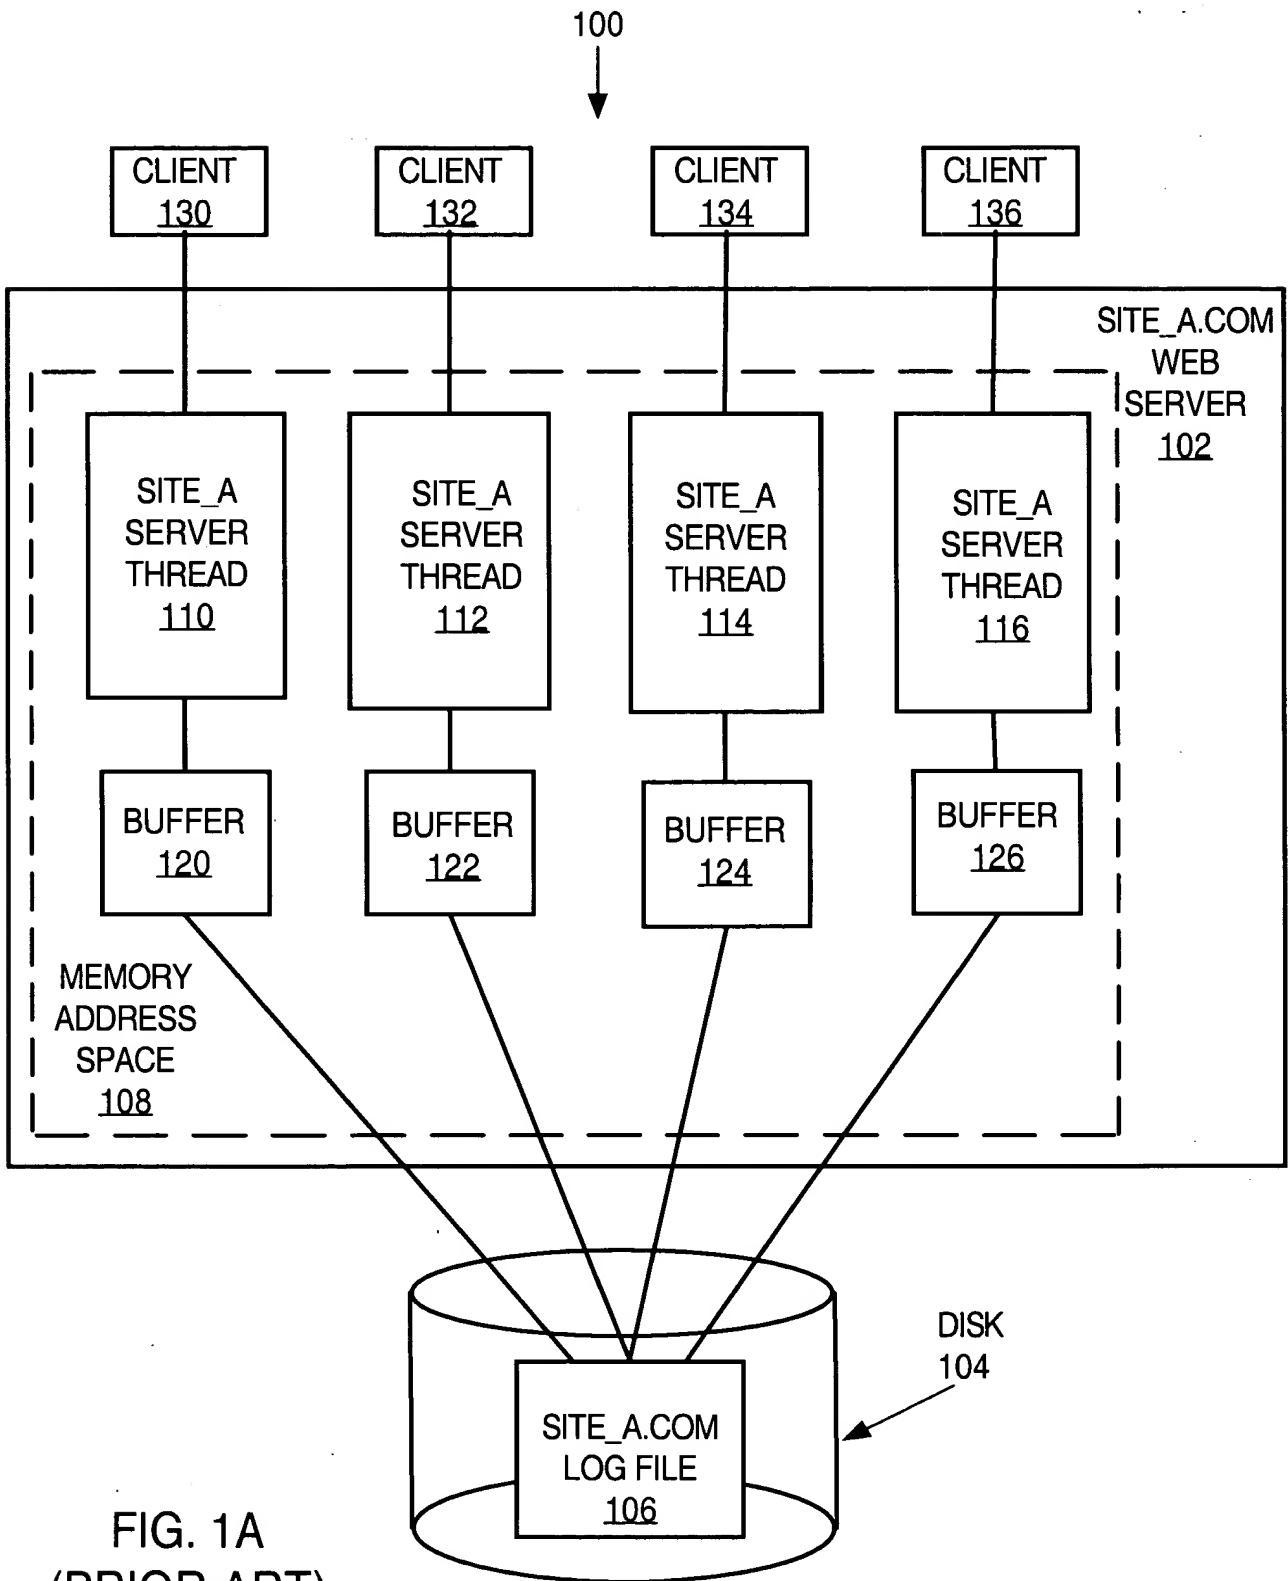 100
CLIENT
130
CLIENT
132
CLIENT
134
CLIENT
136
SITE_A.COM
WEB
SERVER
102
SITE_A
SERVER
THREAD
110
SITE_A
SERVER
THREAD
112
SITE_A
SERVER
THREAD
114
SITE_A
SERVER
THREAD
116
BUFFER
120
BUFFER
122
BUFFER
124
BUFFER
126
MEMORY
ADDRESS
SPACE
108
DISK
104
SITE_A.COM
LOG FILE
106
FIG. 1A
(PRIOR ART)